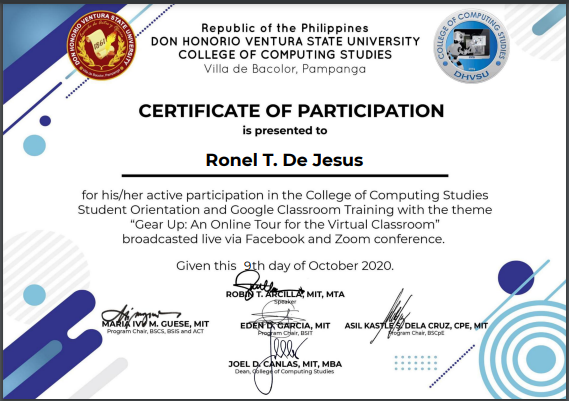 Republic of the Philippines
DON HONORIO VENTURA STATE UNIVERSITY
COLLEGE OF COMPUTING STUDIES
Villa de Bacolor, Pampanga
DON HONORIO VENTURA STATE UNIVERSITY
1861
COLLEGE OF COMPUTING STUDIES
DHVSU
CERTIFICATE OF PARTICIPATION
is presented to
Ronel T. De Jesus
for his/her active participation in the College of Computing Studies
Student Orientation and Google Classroom Training with the theme
“Gear Up: An Online Tour for the Virtual Classroom”
broadcasted live via Facebook and Zoom conference.
Given this 9th day of October 2020.
ROBIN T. ARCILLA, MIT, MTA
Speaker
MARIA IVY M. GUESE, MIT
Program Chair, BSCS, BSIS and ACT
EDEN D. GARCIA, MIT
Program Chair, BSIT
ASIL KASTLE S. DELA CRUZ, CPE, MIT
Program Chair, BSCpE
JOEL D. CANLAS, MIT, MBA
Dean, College of Computing Studies